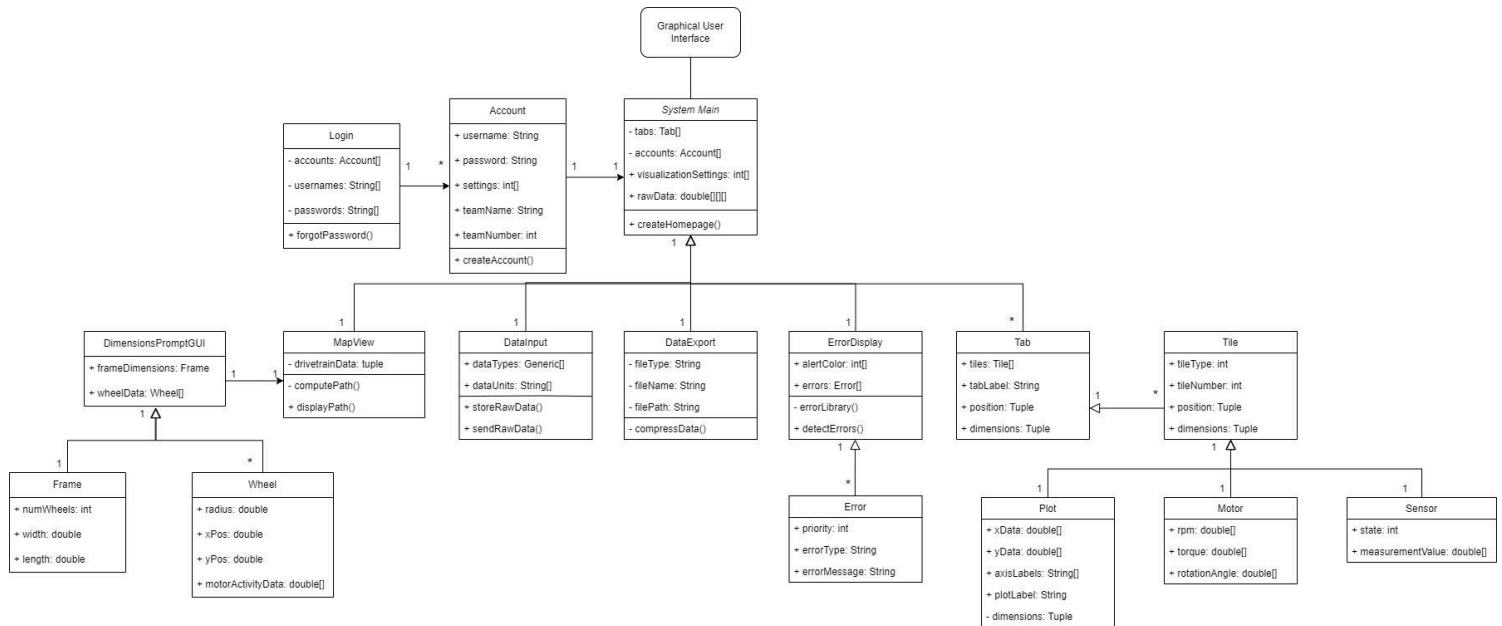 Graphical User
Interface
System Main
- tabs: Tab[]
- accounts: Account[]
+ visualizationSettings: int[]
+ rawData: double[][][]
+ createHomepage()
Account
+ username: String
+ password: String
+ settings: int[]
+ teamName: String
+ teamNumber: int
+ createAccount()
Login
- accounts: Account[]
- usernames: String[]
- passwords: String[]
+ forgotPassword()
1
*
1
1
1
1
1
1
1
*
DimensionsPromptGUI
+ frameDimensions: Frame
+ wheelData: Wheel[]
1
1
MapView
- drivetrainData: tuple
- computePath()
+ displayPath()
DataInput
+ dataTypes: Generic[]
+ dataUnits: String[]
+ storeRawData()
+ sendRawData()
DataExport
- fileType: String
- fileName: String
- filePath: String
- compressData()
ErrorDisplay
+ alertColor: int[]
+ errors: Error[]
- errorLibrary()
+ detectErrors()
Tab
+ tiles: Tile[]
+ tabLabel: String
+ position: Tuple
+ dimensions: Tuple
1
*
Tile
+ tileType: int
+ tileNumber: int
+ position: Tuple
+ dimensions: Tuple
1
1
*
1
*
1
1
1
1
Frame
+ numWheels: int
+ width: double
+ length: double
Wheel
+ radius: double
+ xPos: double
+ yPos: double
+ motorActivityData: double[]
Error
+ priority: int
+ errorType: String
+ errorMessage: String
Plot
+ xData: double[]
+ yData: double[]
+ axisLabels: String[]
+ plotLabel: String
- dimensions: Tuple
Motor
+ rpm: double[]
+ torque: double[]
+ rotationAngle: double[]
Sensor
+ state: int
+ measurementValue: double[]